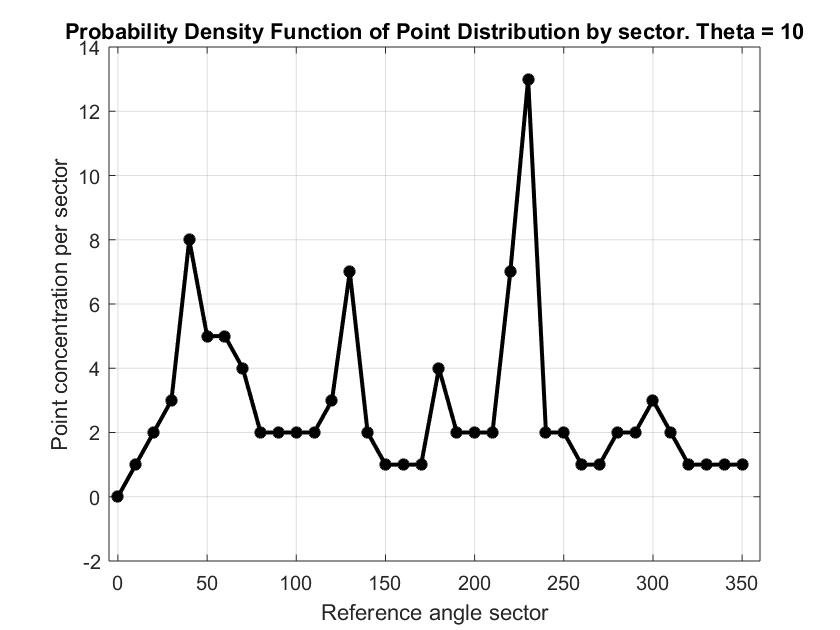 Probability Density Function of Point Distribution by sector. Theta = 10
14
12
10
8
6
4
2
0
-2
Point concentration per sector
0 50 100 150 200 250 300 350
Reference angle sector